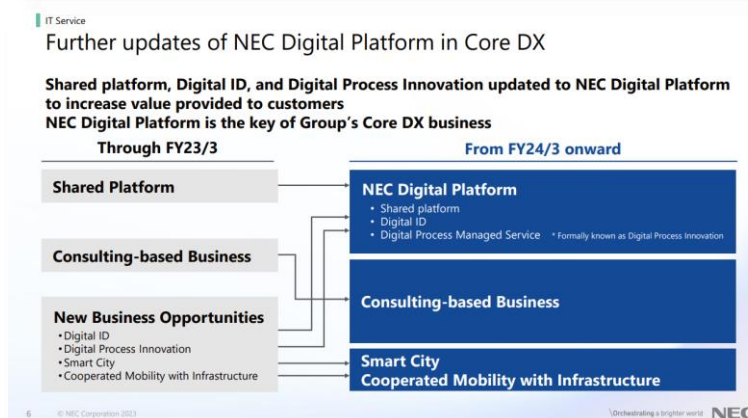 IT Service
Further updates of NEC Digital Platform in Core DX
Shared platform, Digital ID, and Digital Process Innovation updated to NEC Digital Platform
to increase value provided to customers
NEC Digital Platform is the key of Group's Core DX business
Through FY23/3
From FY24/3 onward
Shared Platform
Consulting-based Business
New Business Opportunities
•Digital ID
•Digital Process Innovation
•Smart City
•Cooperated Mobility with Infrastructure
NEC Digital Platform
• Shared platform
• Digital ID
• Digital Process Managed Service * Formally known as Digital Process Innovation
Consulting-based Business
Smart City
Cooperated Mobility with Infrastructure
6 © NEC Corporation 2023 \Orchestrating a brighter world NEC